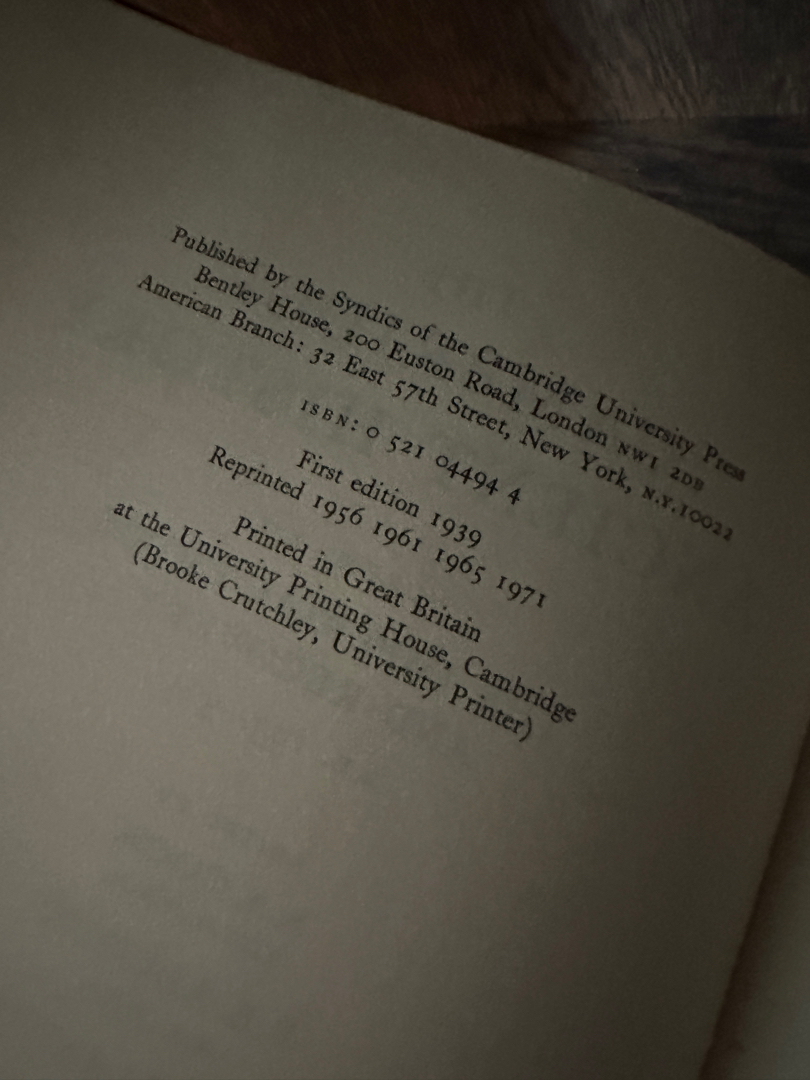 Published by the Syndics of the Cambridge University Press
Bentley House, 200 Euston Road, London NW1 2DB
American Branch: 32 East 57th Street, New York, N.Y.10022
ISBN: 0 521 04494 4
First edition 1939
Reprinted 1956 1961 1965 1971
Printed in Great Britain
at the University Printing House, Cambridge
(Brooke Crutchley, University Printer)